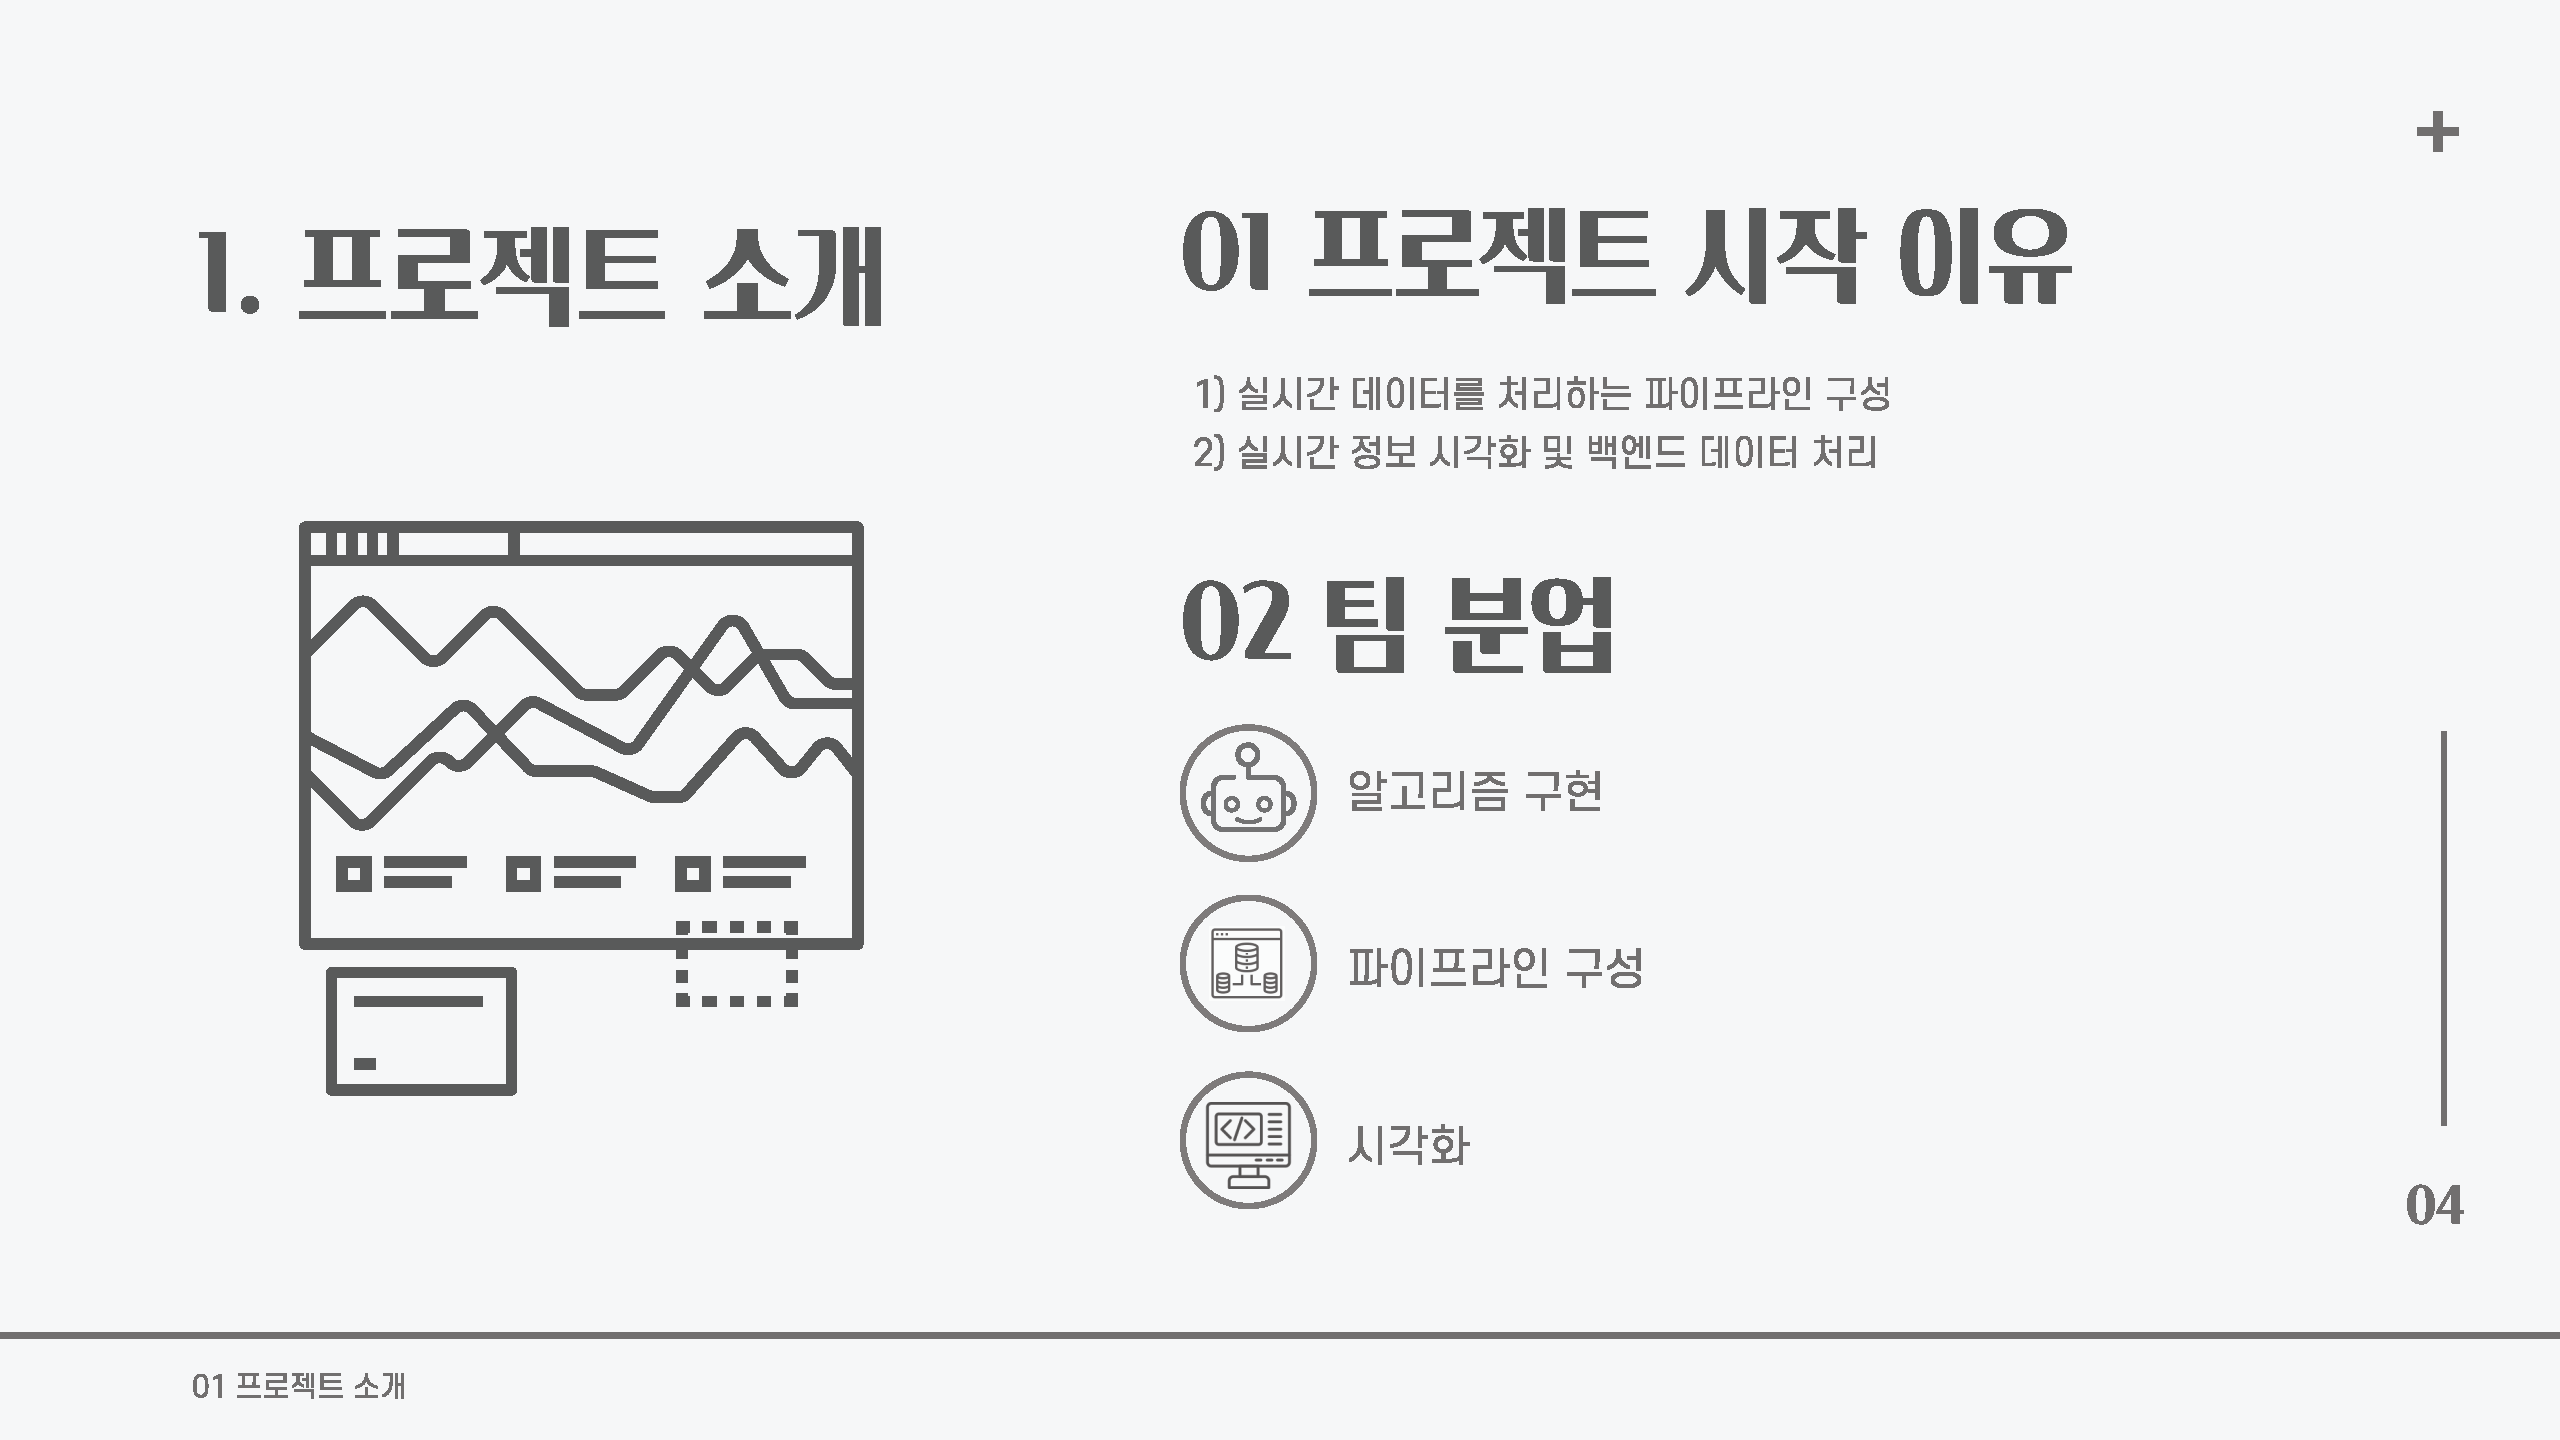 1. 프로젝트 소개
01 프로젝트 시작 이유
1) 실시간 데이터를 처리하는 파이프라인 구성
2) 실시간 정보 시각화 및 백엔드 데이터 처리
02 팀 분업
알고리즘 구현
파이프라인 구성
시각화
04
01 프로젝트 소개